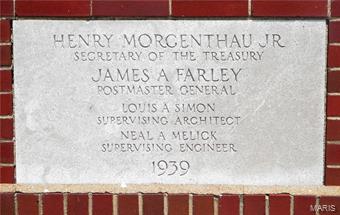 HENRY MORGENTHAU JR
SECRETARY OF THE TREASURY
JAMES A FARLEY
POSTMASTER GENERAL
LOUIS A SIMON
SUPERVISING ARCHITECT
NEAL A MELICK
SUPERVISING ENGINEER
1939
MARIS